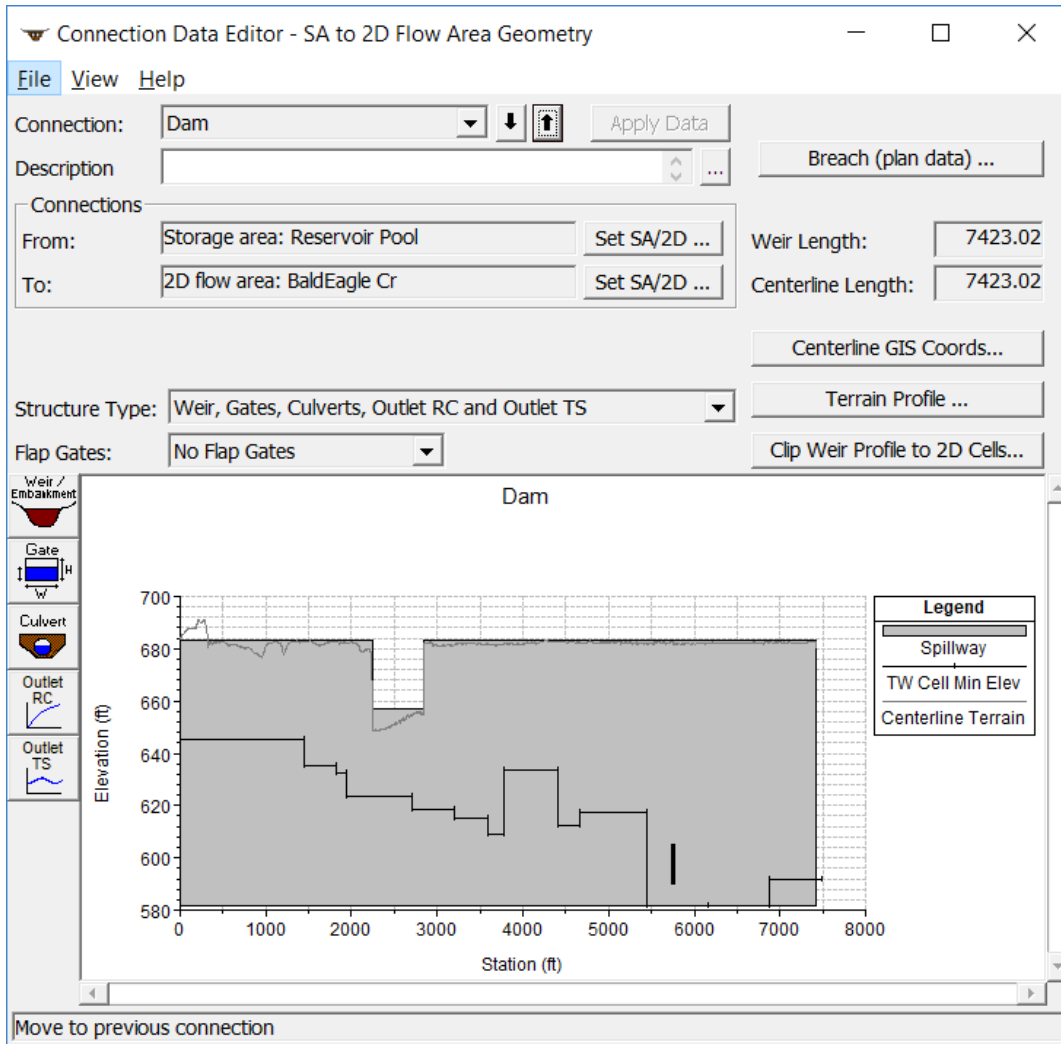 Connection Data Editor - SA to 2D Flow Area Geometry
File View Help
Connection: Dam Apply Data
Description ... Breach (plan data) ...
Connections
From: Storage area: Reservoir Pool Set SA/2D ... Weir Length: 7423.02
To: 2D flow area: BaldEagle Cr Set SA/2D ... Centerline Length: 7423.02
Centerline GIS Coords...
Structure Type: Weir, Gates, Culverts, Outlet RC and Outlet TS Terrain Profile ...
Flap Gates: No Flap Gates Clip Weir Profile to 2D Cells...
Weir /
Embankment
Gate
H
W
Culvert
Outlet
RC
Outlet
TS
Dam
700
680
660
640
620
600
580
Elevation (ft)
0 1000 2000 3000 4000 5000 6000 7000 8000
Station (ft)
Legend
Spillway
TW Cell Min Elev
Centerline Terrain
Move to previous connection